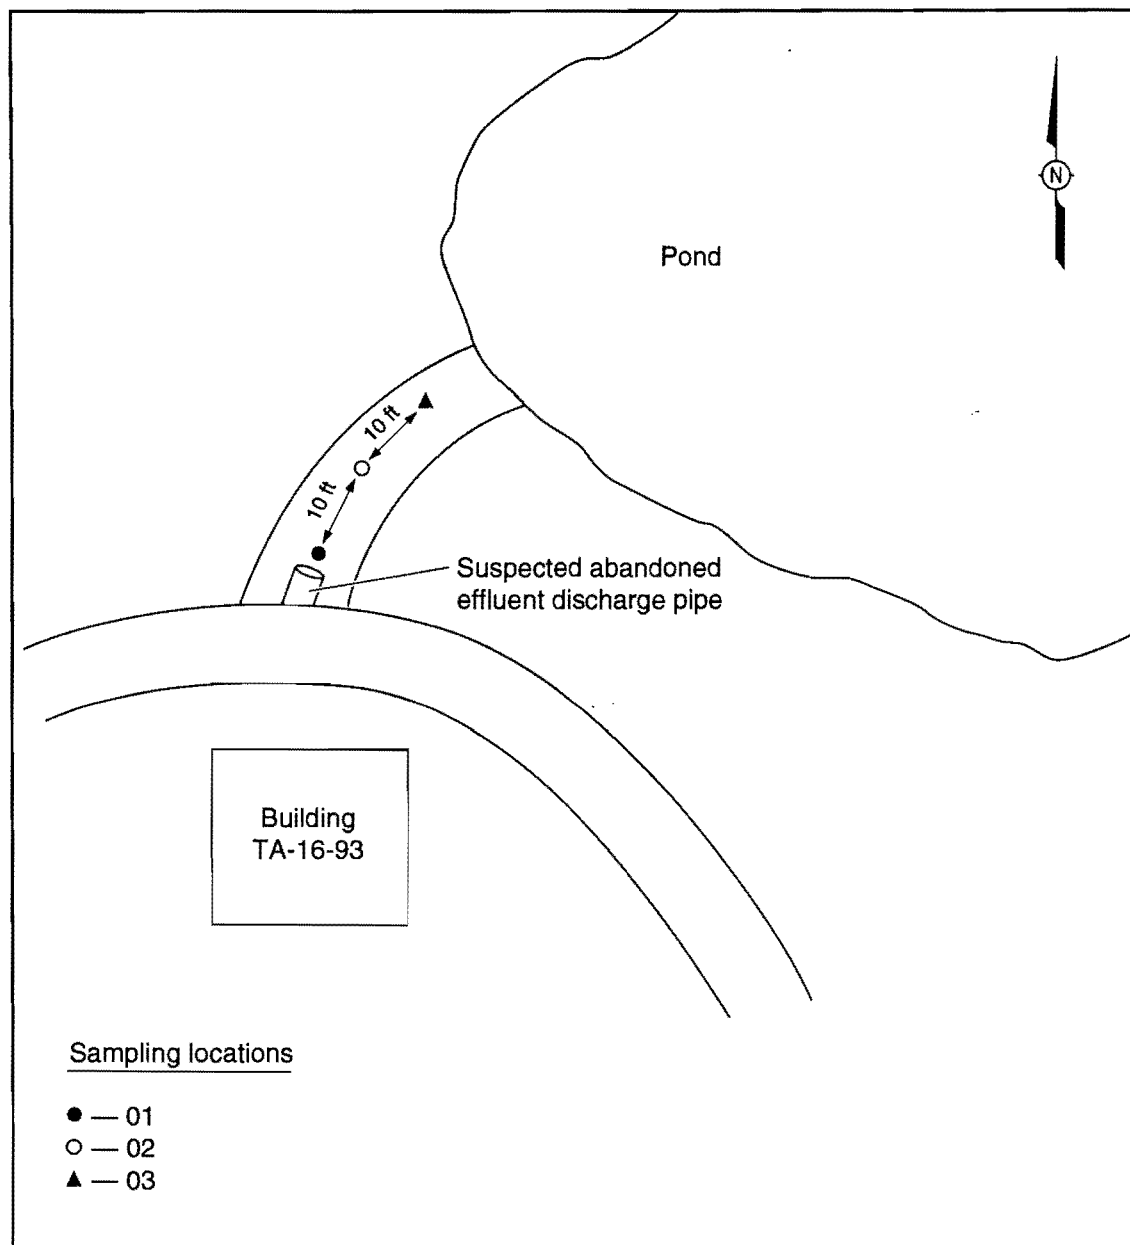 N
Pond
10 ft
10 ft
Suspected abandoned
effluent discharge pipe
Building
TA-16-93
Sampling locations
● — 01
○ — 02
▲ — 03